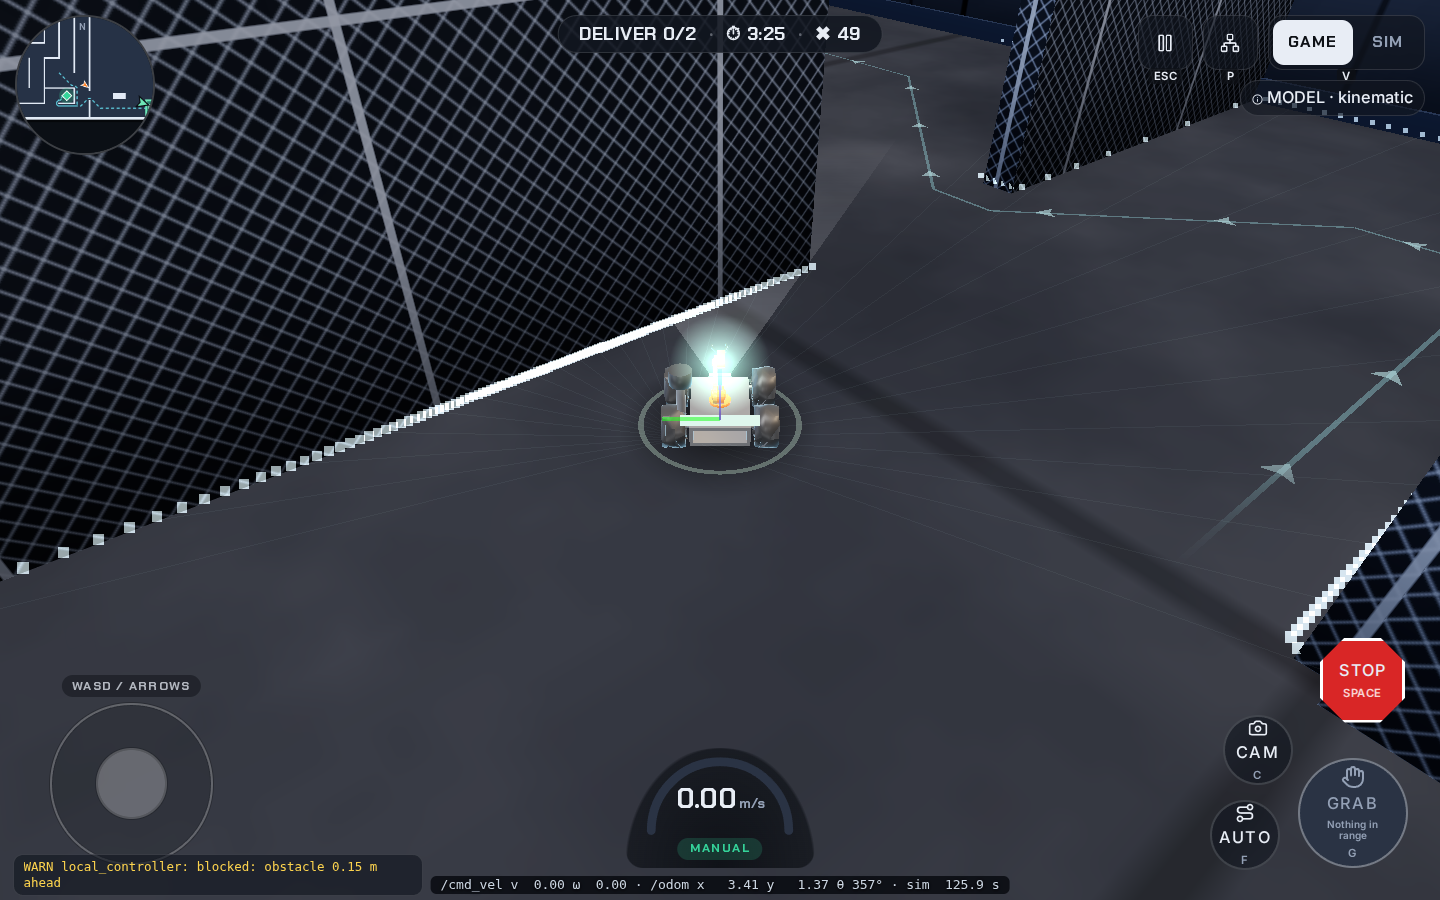 N
DELIVER 0/2 · ⏱ 3:25 · ✖ 49
ESC
P
GAME
SIM
V
MODEL · kinematic
WASD / ARROWS
STOP
SPACE
CAM
C
GRAB
Nothing in
range
G
AUTO
F
0.00 m/s
MANUAL
WARN local_controller: blocked: obstacle 0.15 m
ahead
/cmd_vel v 0.00 ω 0.00 · /odom x 3.41 y 1.37 θ 357° · sim 125.9 s